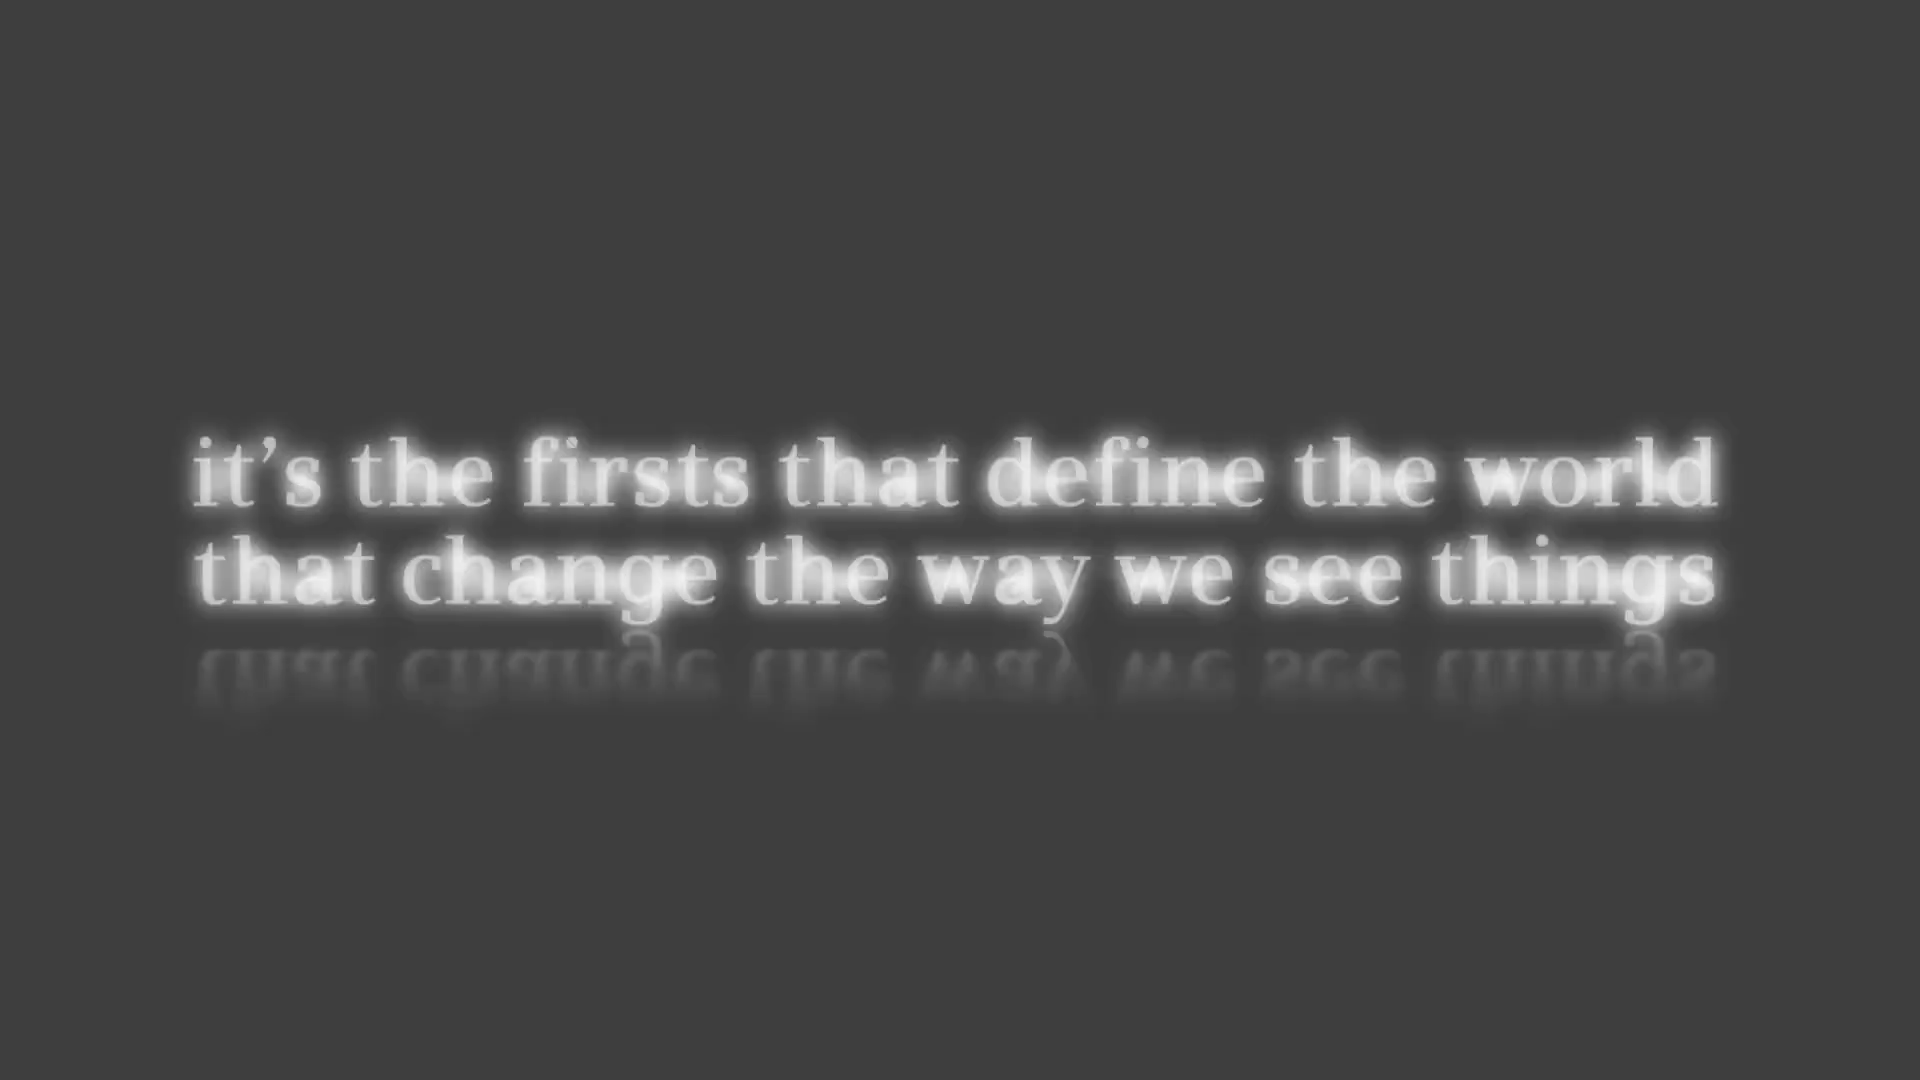 it’s the firsts that define the world
that change the way we see things